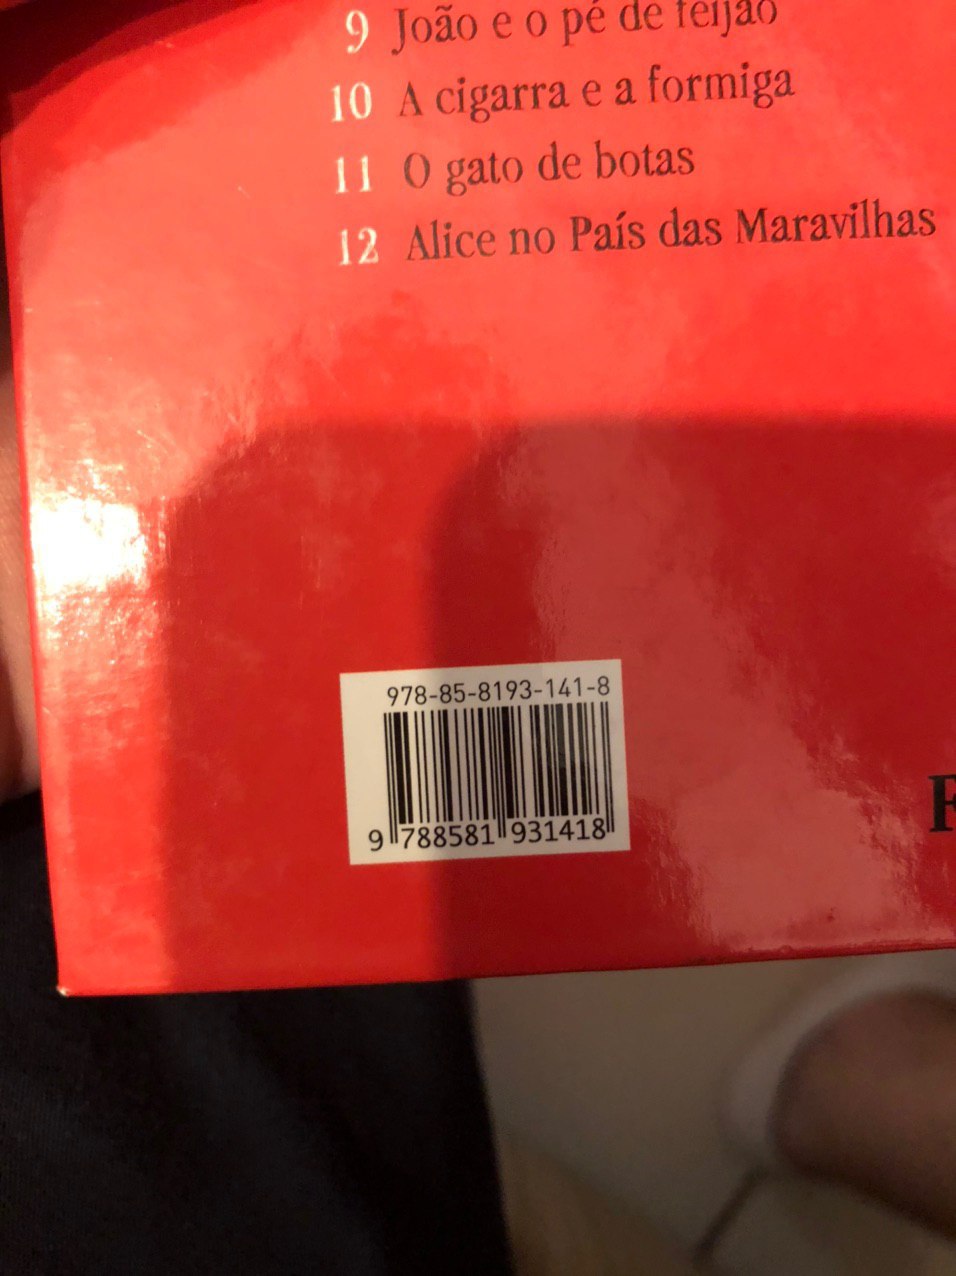 9 João e o pé de feijão
10 A cigarra e a formiga
11 O gato de botas
12 Alice no País das Maravilhas
978-85-8193-141-8
9 788581 931418
F